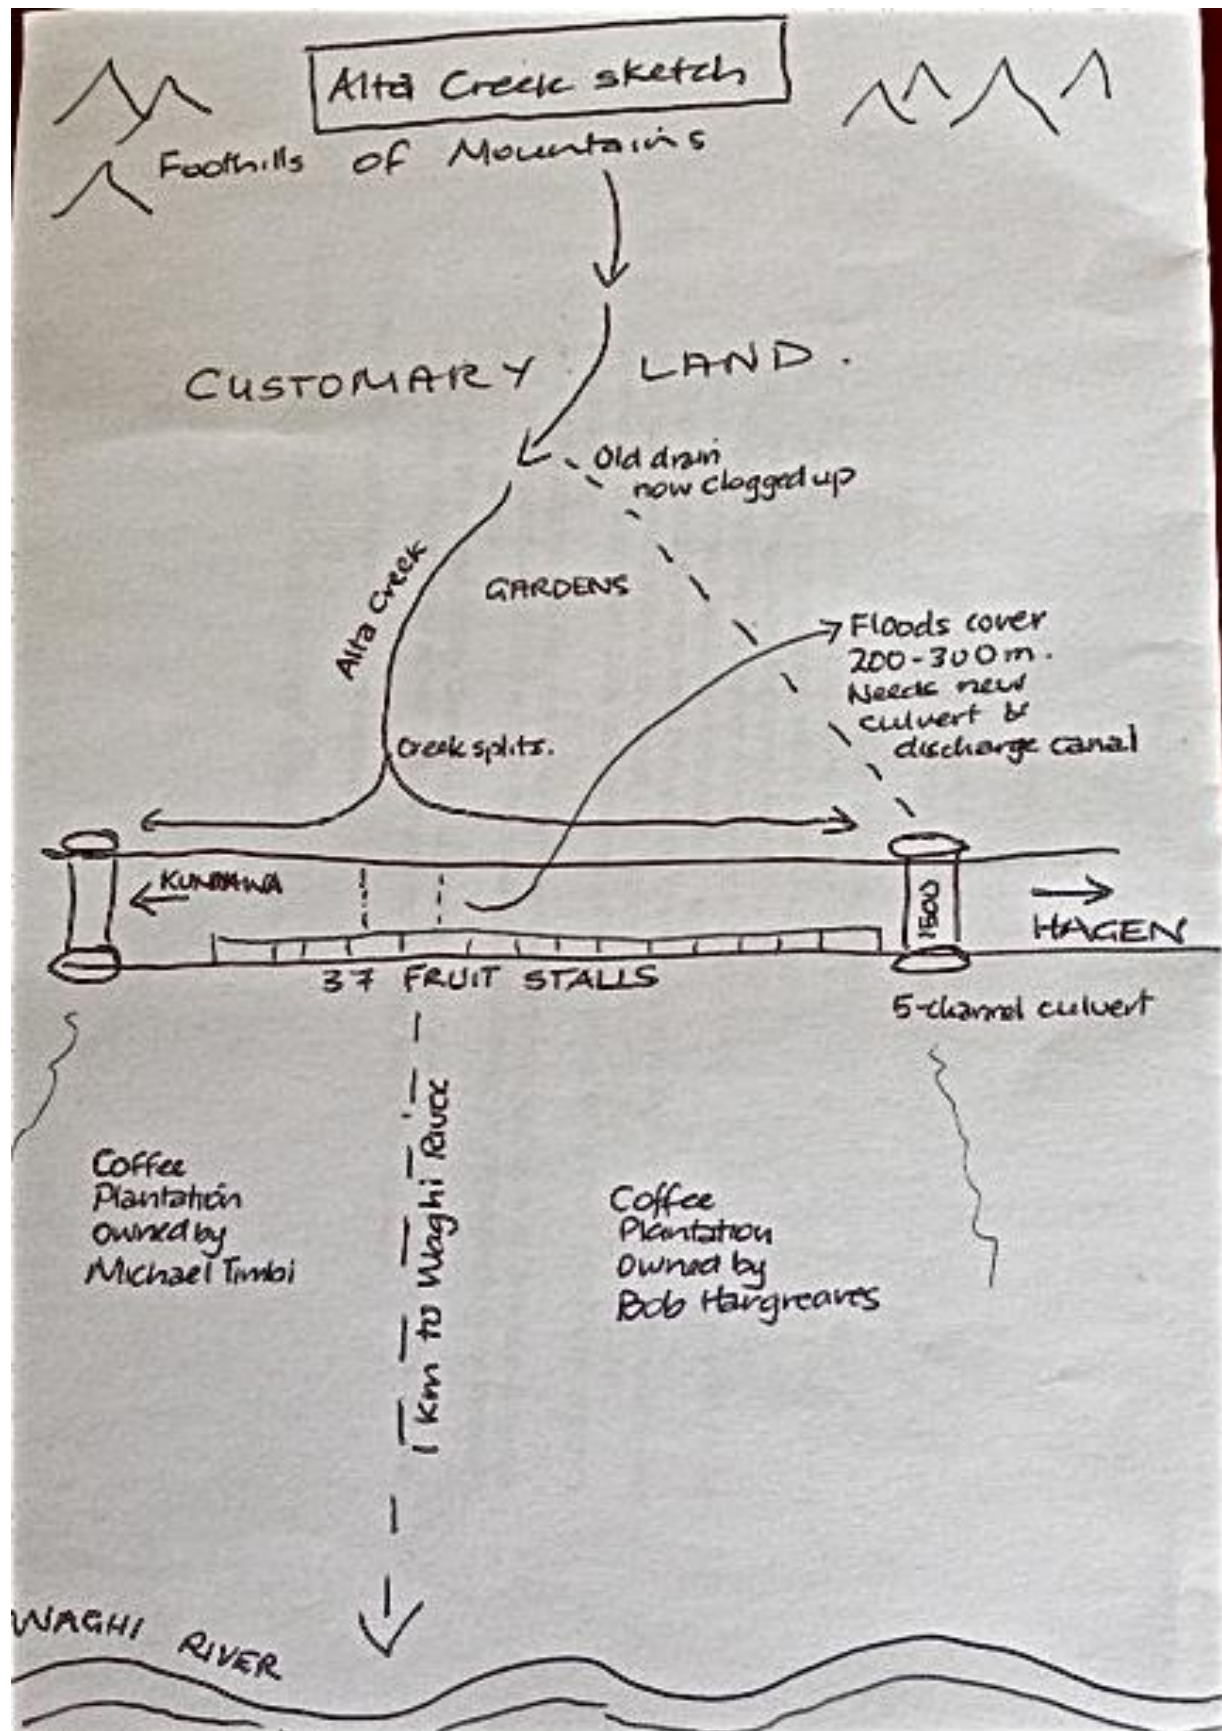 Alta Creek sketch
Foothills of Mountains
CUSTOMARY LAND.
Old drain
now clogged up
Alta Creek
GARDENS
Floods cover
200-300m.
Needs new
culvert &
discharge canal
Creek splits.
KUNDAWA
1500
HAGEN
37 FRUIT STALLS
5-channel culvert
1 km to Waghi River
Coffee
Plantation
owned by
Michael Timbi
Coffee
Plantation
owned by
Bob Hargreaves
WAGHI RIVER